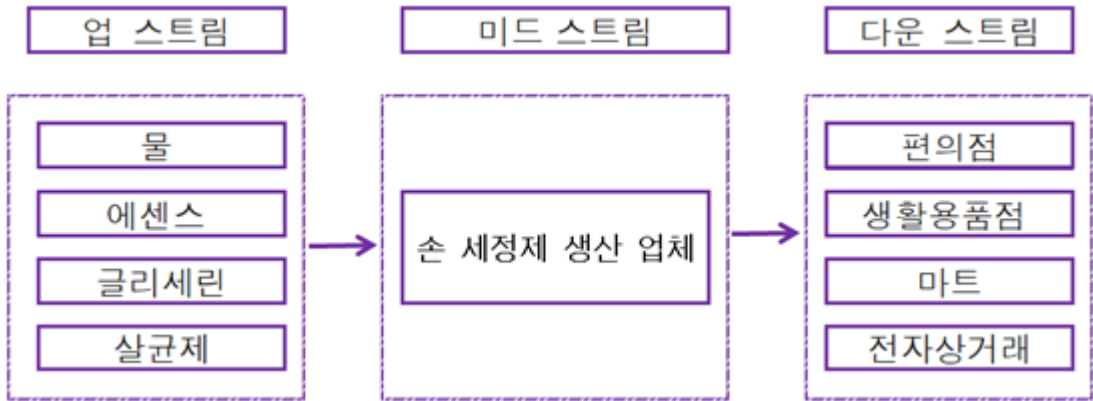 업 스트림
미드 스트림
다운 스트림
물
에센스
글리세린
살균제
손 세정제 생산 업체
편의점
생활용품점
마트
전자상거래